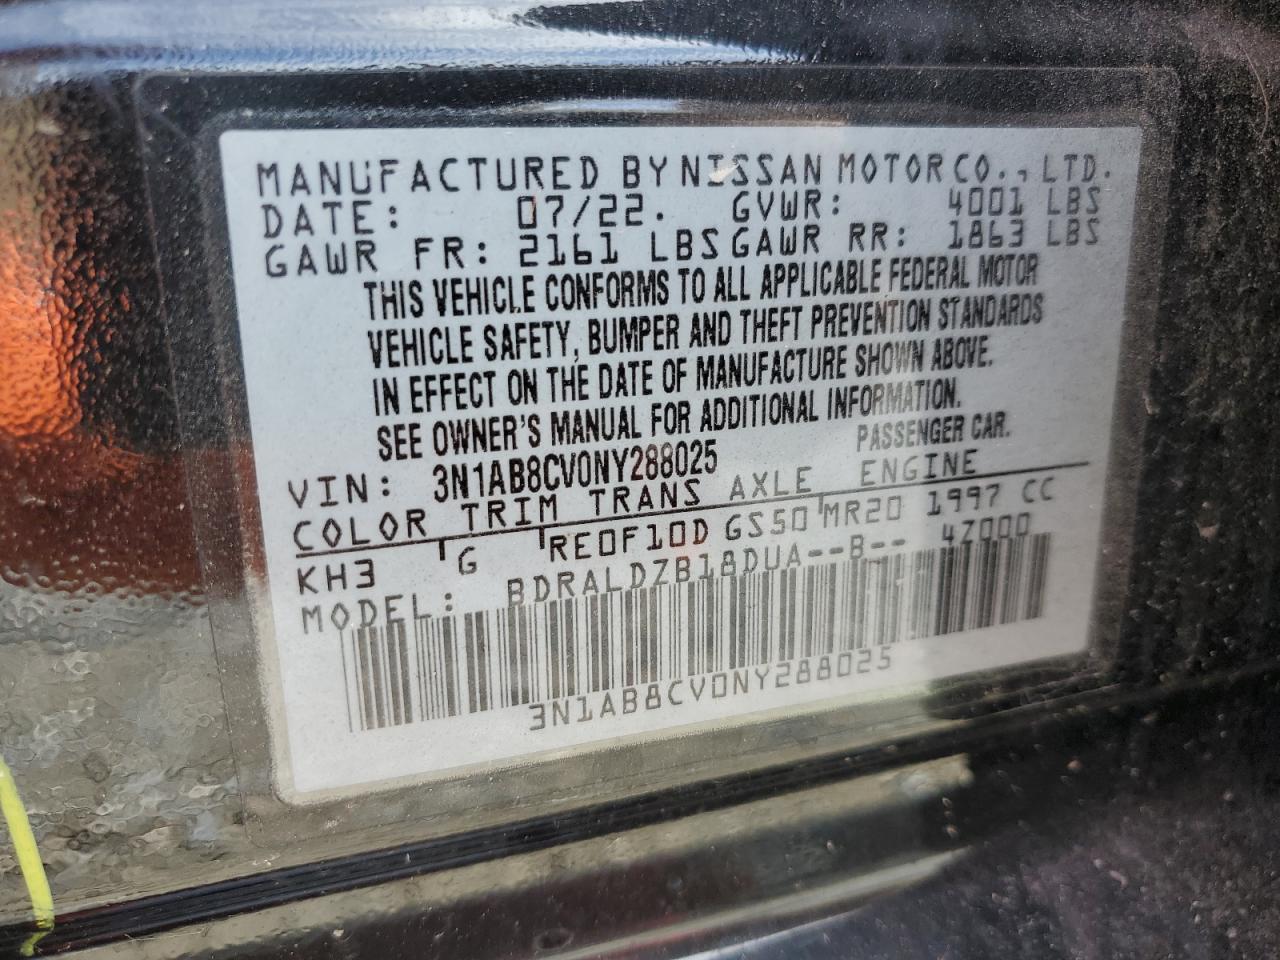 MANUFACTURED BY NISSAN MOTOR CO., LTD.
DATE: 07/22. GVWR: 4001 LBS
GAWR FR: 2161 LBS GAWR RR: 1863 LBS
THIS VEHICLE CONFORMS TO ALL APPLICABLE FEDERAL MOTOR
VEHICLE SAFETY, BUMPER AND THEFT PREVENTION STANDARDS
IN EFFECT ON THE DATE OF MANUFACTURE SHOWN ABOVE.
SEE OWNER'S MANUAL FOR ADDITIONAL INFORMATION.
VIN: 3N1AB8CV0NY288025 PASSENGER CAR.
COLOR TRIM TRANS AXLE ENGINE
KH3 G RE0F10D GS50 MR20 1997 CC
MODEL: BDRALDZB18DUA--B-- 4Z000
3N1AB8CV0NY288025